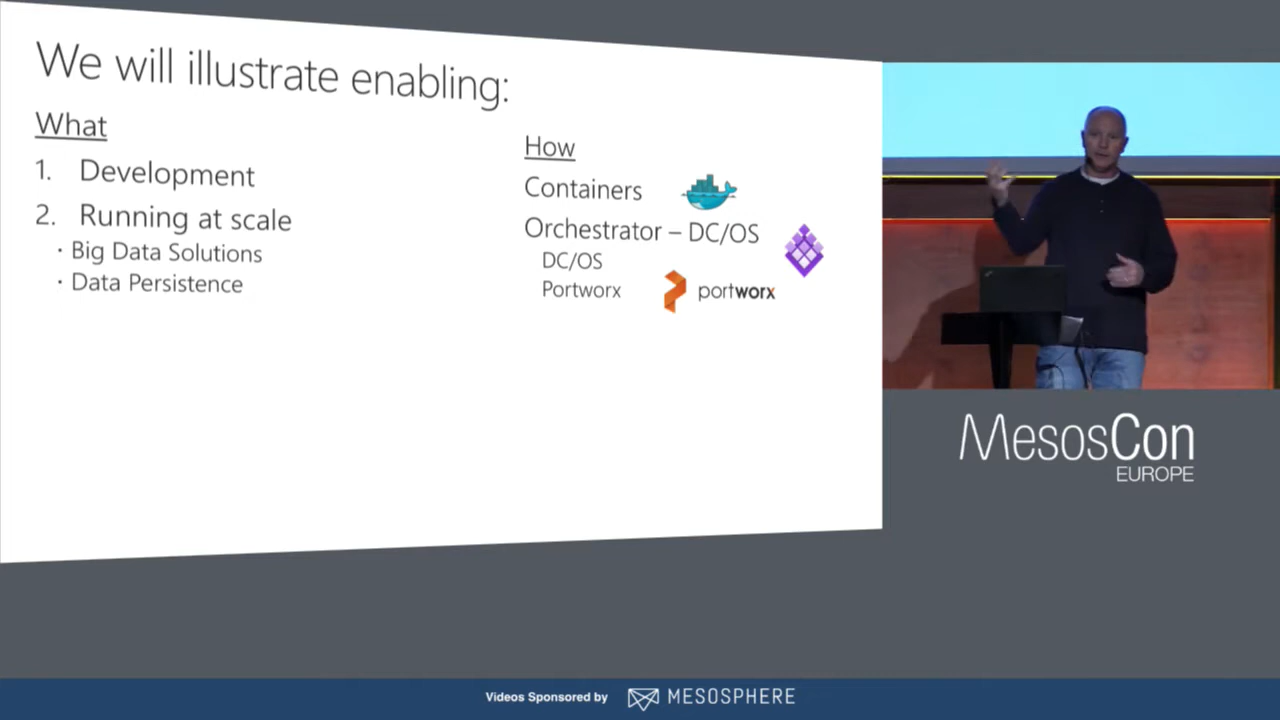 We will illustrate enabling:
What
1. Development
2. Running at scale
· Big Data Solutions
· Data Persistence
How
Containers
Orchestrator – DC/OS
DC/OS
Portworx
portworx
MesosCon
EUROPE
Videos Sponsored by MESOSPHERE